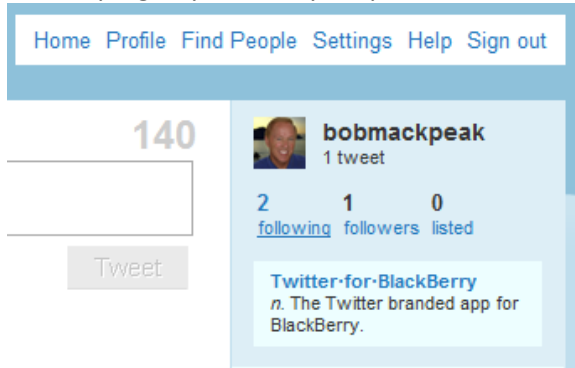 Home Profile Find People Settings Help Sign out
140
Tweet
bobmackpeak
1 tweet
2 1 0
following followers listed
Twitter·for·BlackBerry
n. The Twitter branded app for
BlackBerry.